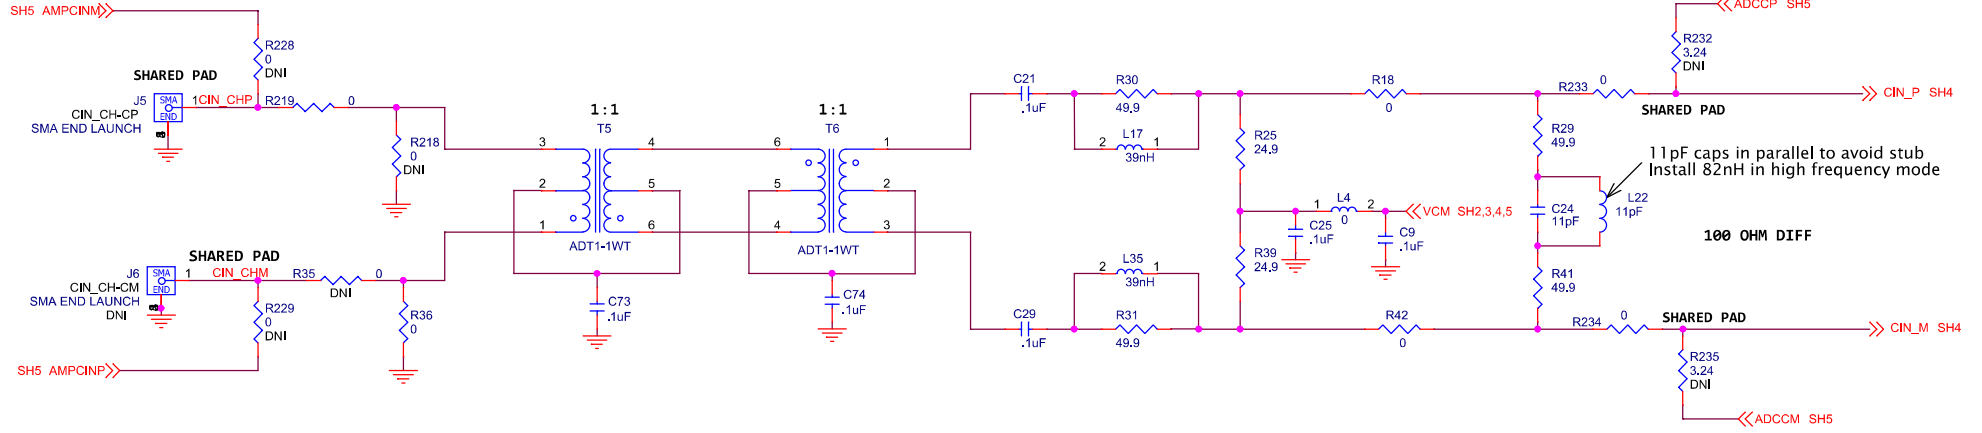 SH5 AMPCINM
R228
0
DNI
SHARED PAD
J5
SMA
END
1
CIN_CHP
R219
0
CIN_CH-CP
SMA END LAUNCH
R218
0
DNI
SHARED PAD
J6
SMA
END
1
CIN_CHM
R35
0
DNI
CIN_CH-CM
SMA END LAUNCH
DNI
R229
0
DNI
R36
0
SH5 AMPCINP
1:1
T5
3
2
1
4
5
6
ADT1-1WT
C73
.1uF
1:1
T6
6
5
4
1
2
3
ADT1-1WT
C74
.1uF
C21
.1uF
R30
49.9
2
L17
1
39nH
R25
24.9
R39
24.9
C29
.1uF
2
L35
1
39nH
R31
49.9
C25
.1uF
1
L4
2
0
C9
.1uF
VCM SH2,3,4,5
R18
0
R42
0
R29
49.9
C24
11pF
L22
11pF
R41
49.9
11pF caps in parallel to avoid stub
Install 82nH in high frequency mode
100 OHM DIFF
ADCCP SH5
R232
3.24
DNI
R233
0
SHARED PAD
CIN_P SH4
R234
0
SHARED PAD
CIN_M SH4
R235
3.24
DNI
ADCCM SH5